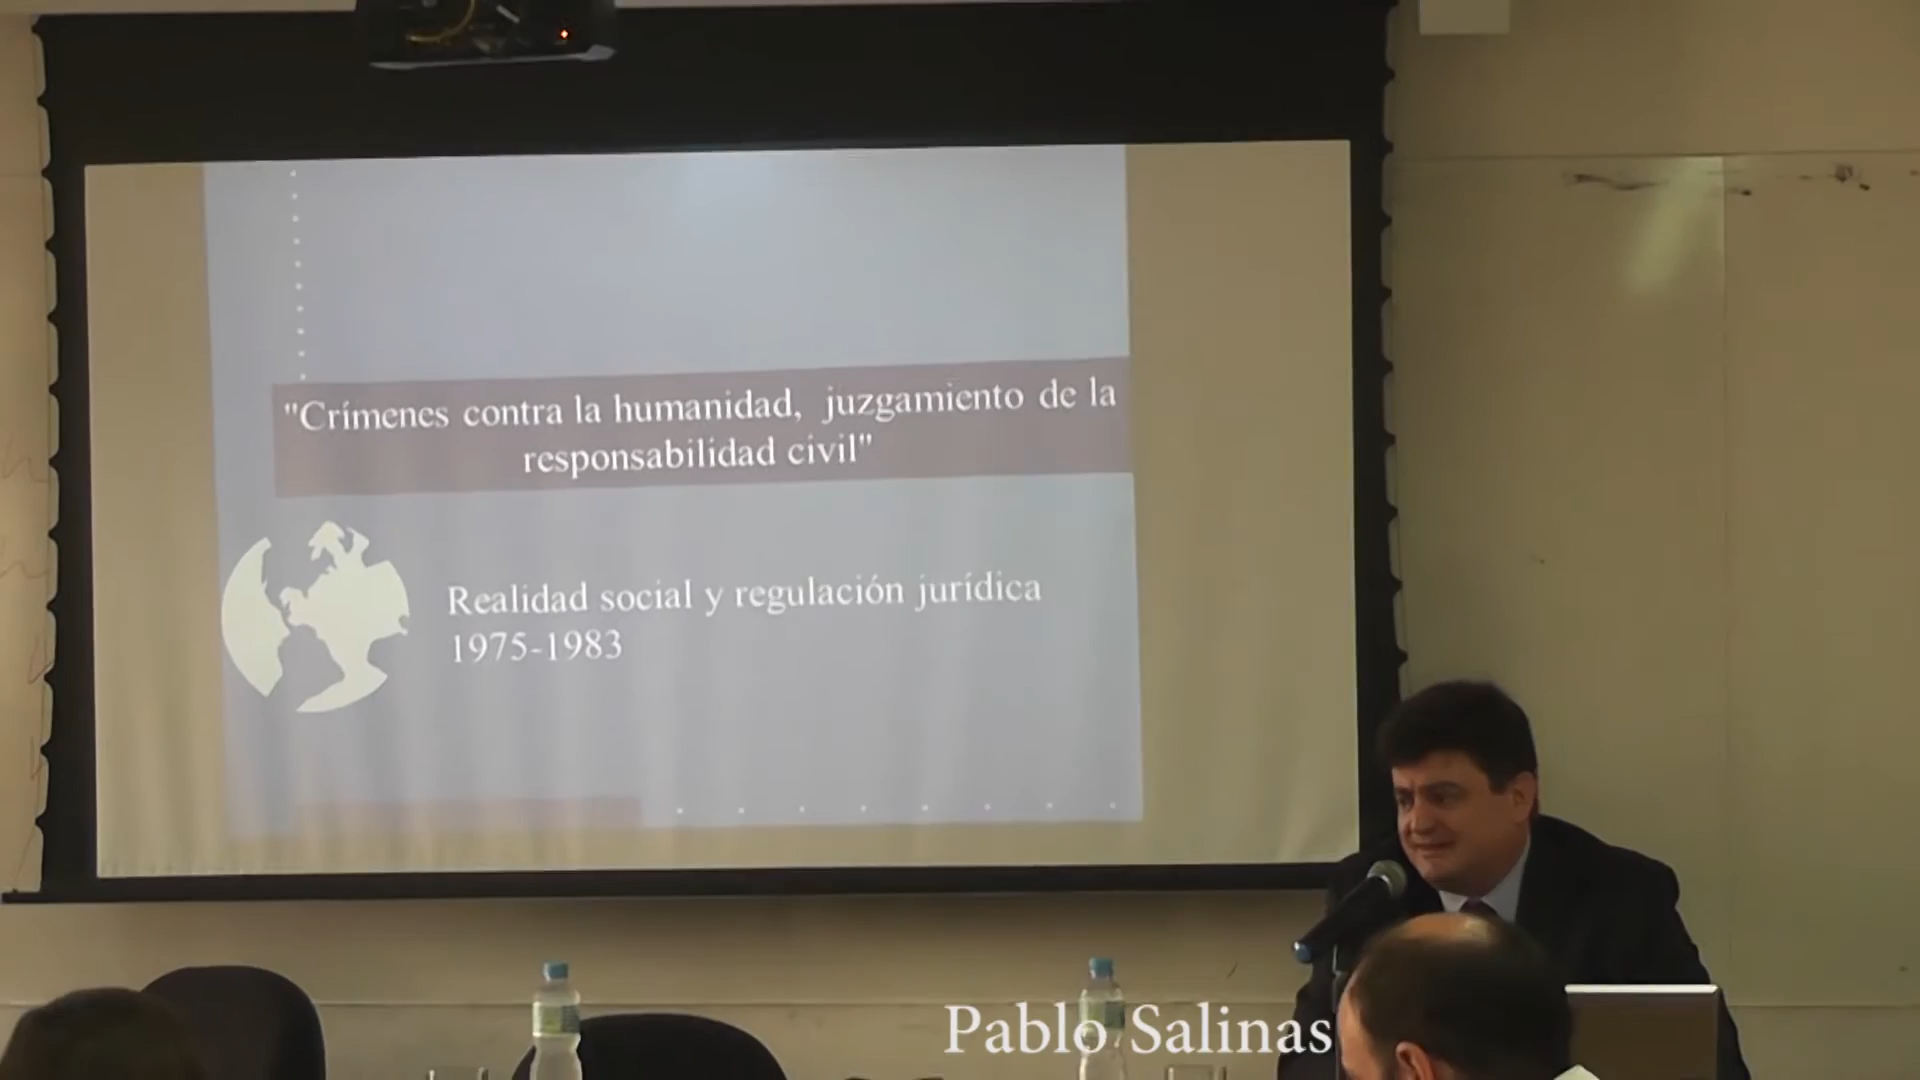 "Crímenes contra la humanidad, juzgamiento de la
responsabilidad civil"
Realidad social y regulación jurídica
1975-1983
Pablo Salinas